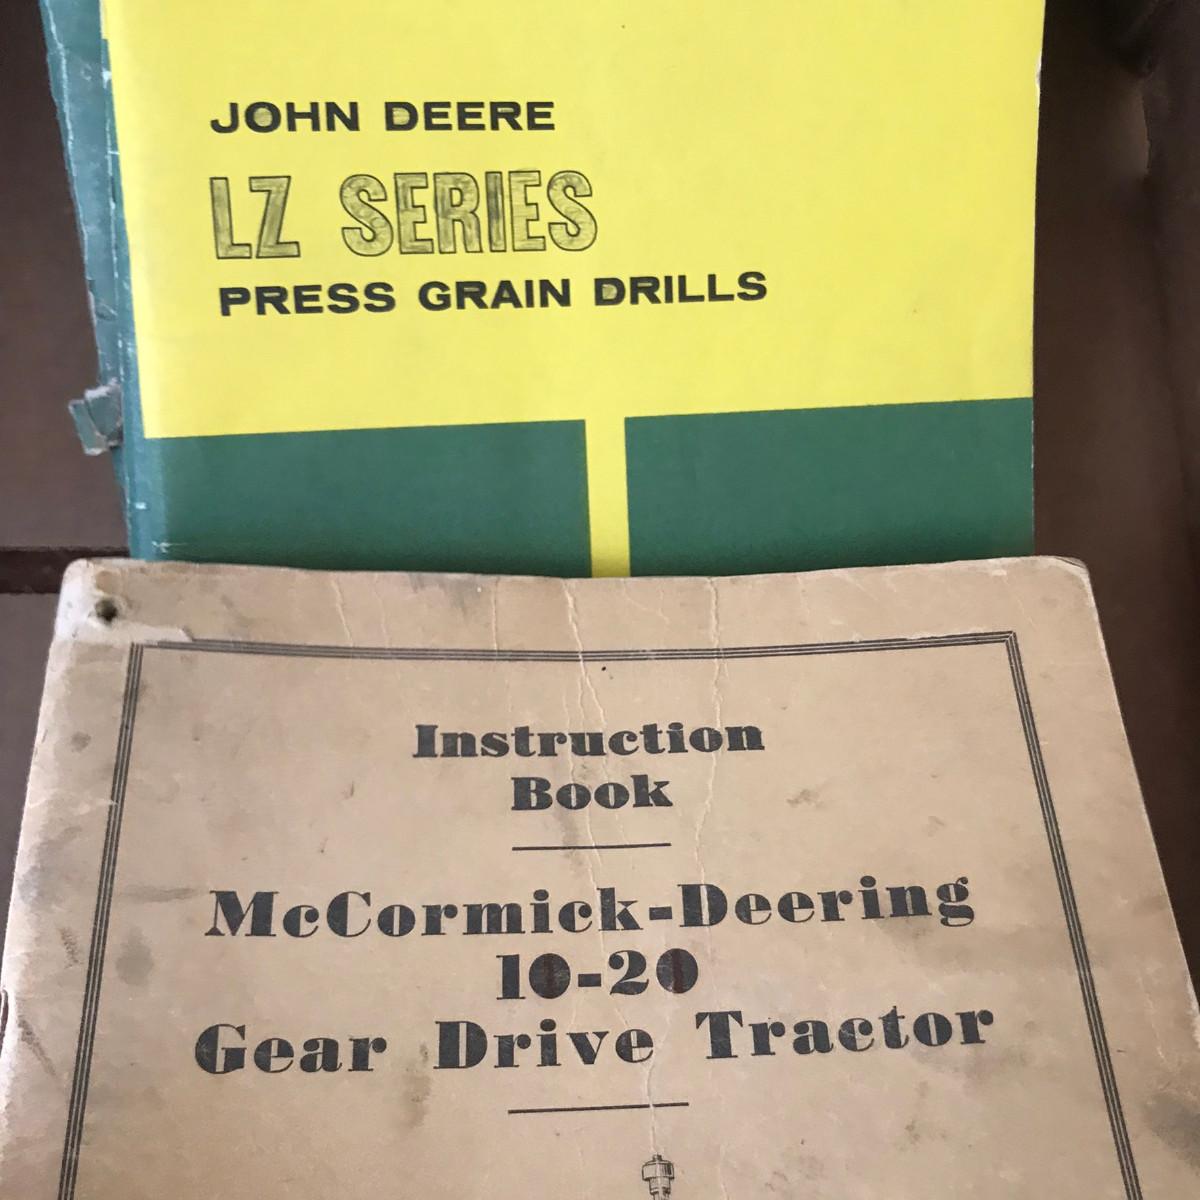 JOHN DEERE
LZ SERIES
PRESS GRAIN DRILLS
Instruction
Book
McCormick-Deering
10-20
Gear Drive Tractor